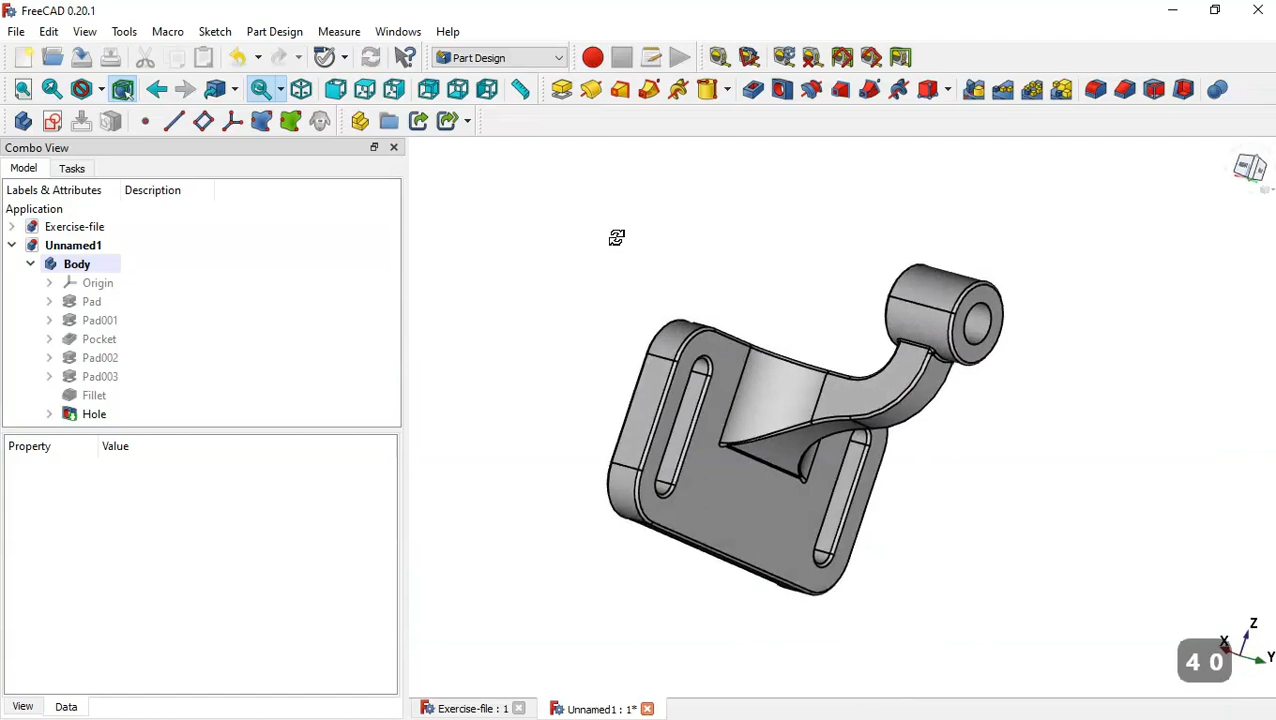 FreeCAD 0.20.1
File Edit View Tools Macro Sketch Part Design Measure Windows Help
Part Design
Combo View
Model Tasks
Labels & Attributes Description
Application
Exercise-file
Unnamed1
Body
Origin
Pad
Pad001
Pocket
Pad002
Pad003
Fillet
Hole
Property Value
Z
X
Y
4 0
View Data
Exercise-file : 1
Unnamed1 : 1*